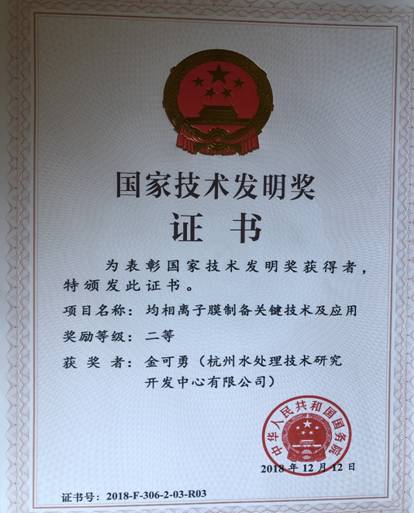 国家技术发明奖
证书
为表彰国家技术发明奖获得者，
特颁发此证书。
项目名称：均相离子膜制备关键技术及应用
奖励等级：二等
获奖者：金可勇（杭州水处理技术研究
开发中心有限公司）
中华人民共和国国务院
2018年12月12日
证书号：2018-F-306-2-03-R03